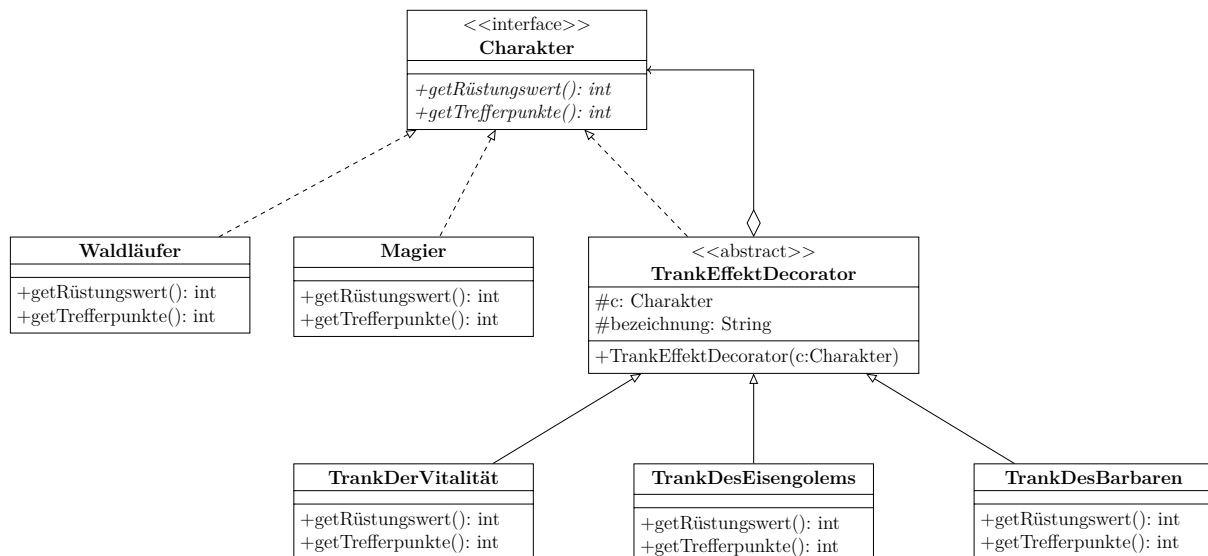 <<interface>>
Charakter
+getRüstungswert(): int
+getTrefferpunkte(): int
Waldläufer
+getRüstungswert(): int
+getTrefferpunkte(): int
Magier
+getRüstungswert(): int
+getTrefferpunkte(): int
<<abstract>>
TrankEffektDecorator
#c: Charakter
#bezeichnung: String
+TrankEffektDecorator(c:Charakter)
TrankDerVitalität
+getRüstungswert(): int
+getTrefferpunkte(): int
TrankDesEisengolems
+getRüstungswert(): int
+getTrefferpunkte(): int
TrankDesBarbaren
+getRüstungswert(): int
+getTrefferpunkte(): int